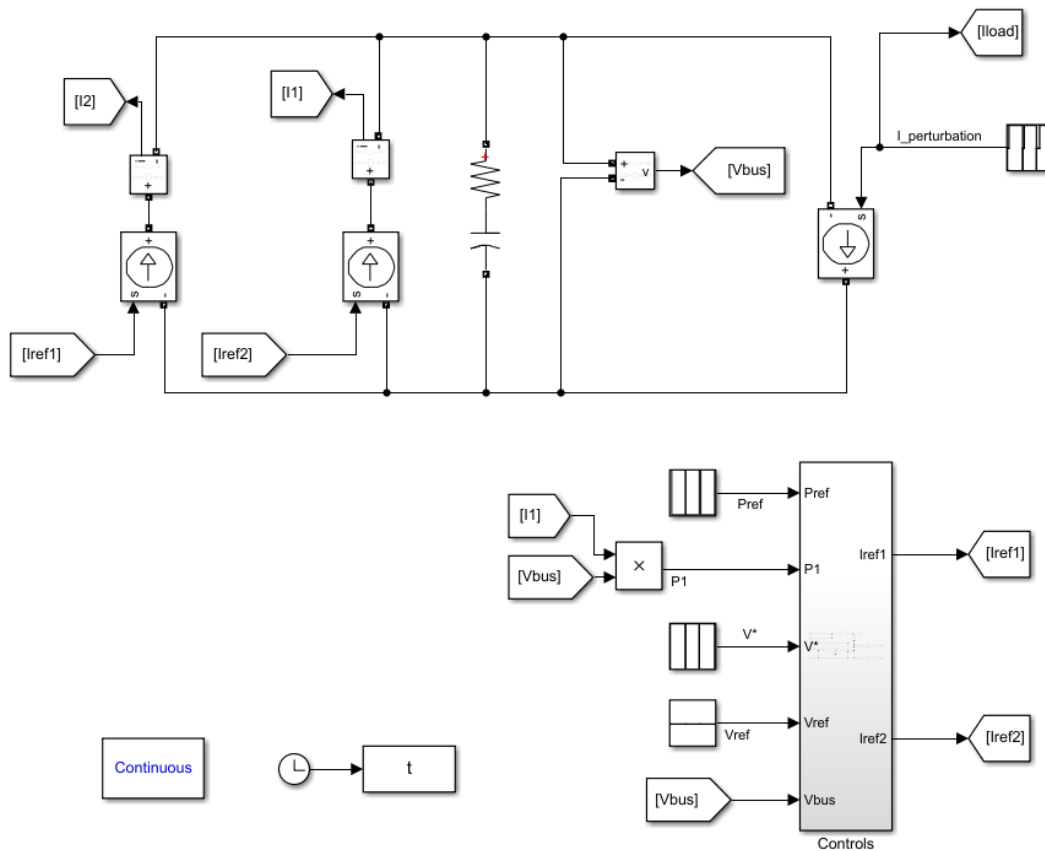 [Iload]
[I2]
[I1]
I_perturbation
+
-
v
[Vbus]
-
s
+
+
+
+
-
s
+
-
s
[Iref1]
[Iref2]
Pref
Pref
[I1]
[Vbus]
×
P1
P1
Iref1
[Iref1]
V*
V*
Vref
Vref
Iref2
[Iref2]
Continuous
t
[Vbus]
Vbus
Controls